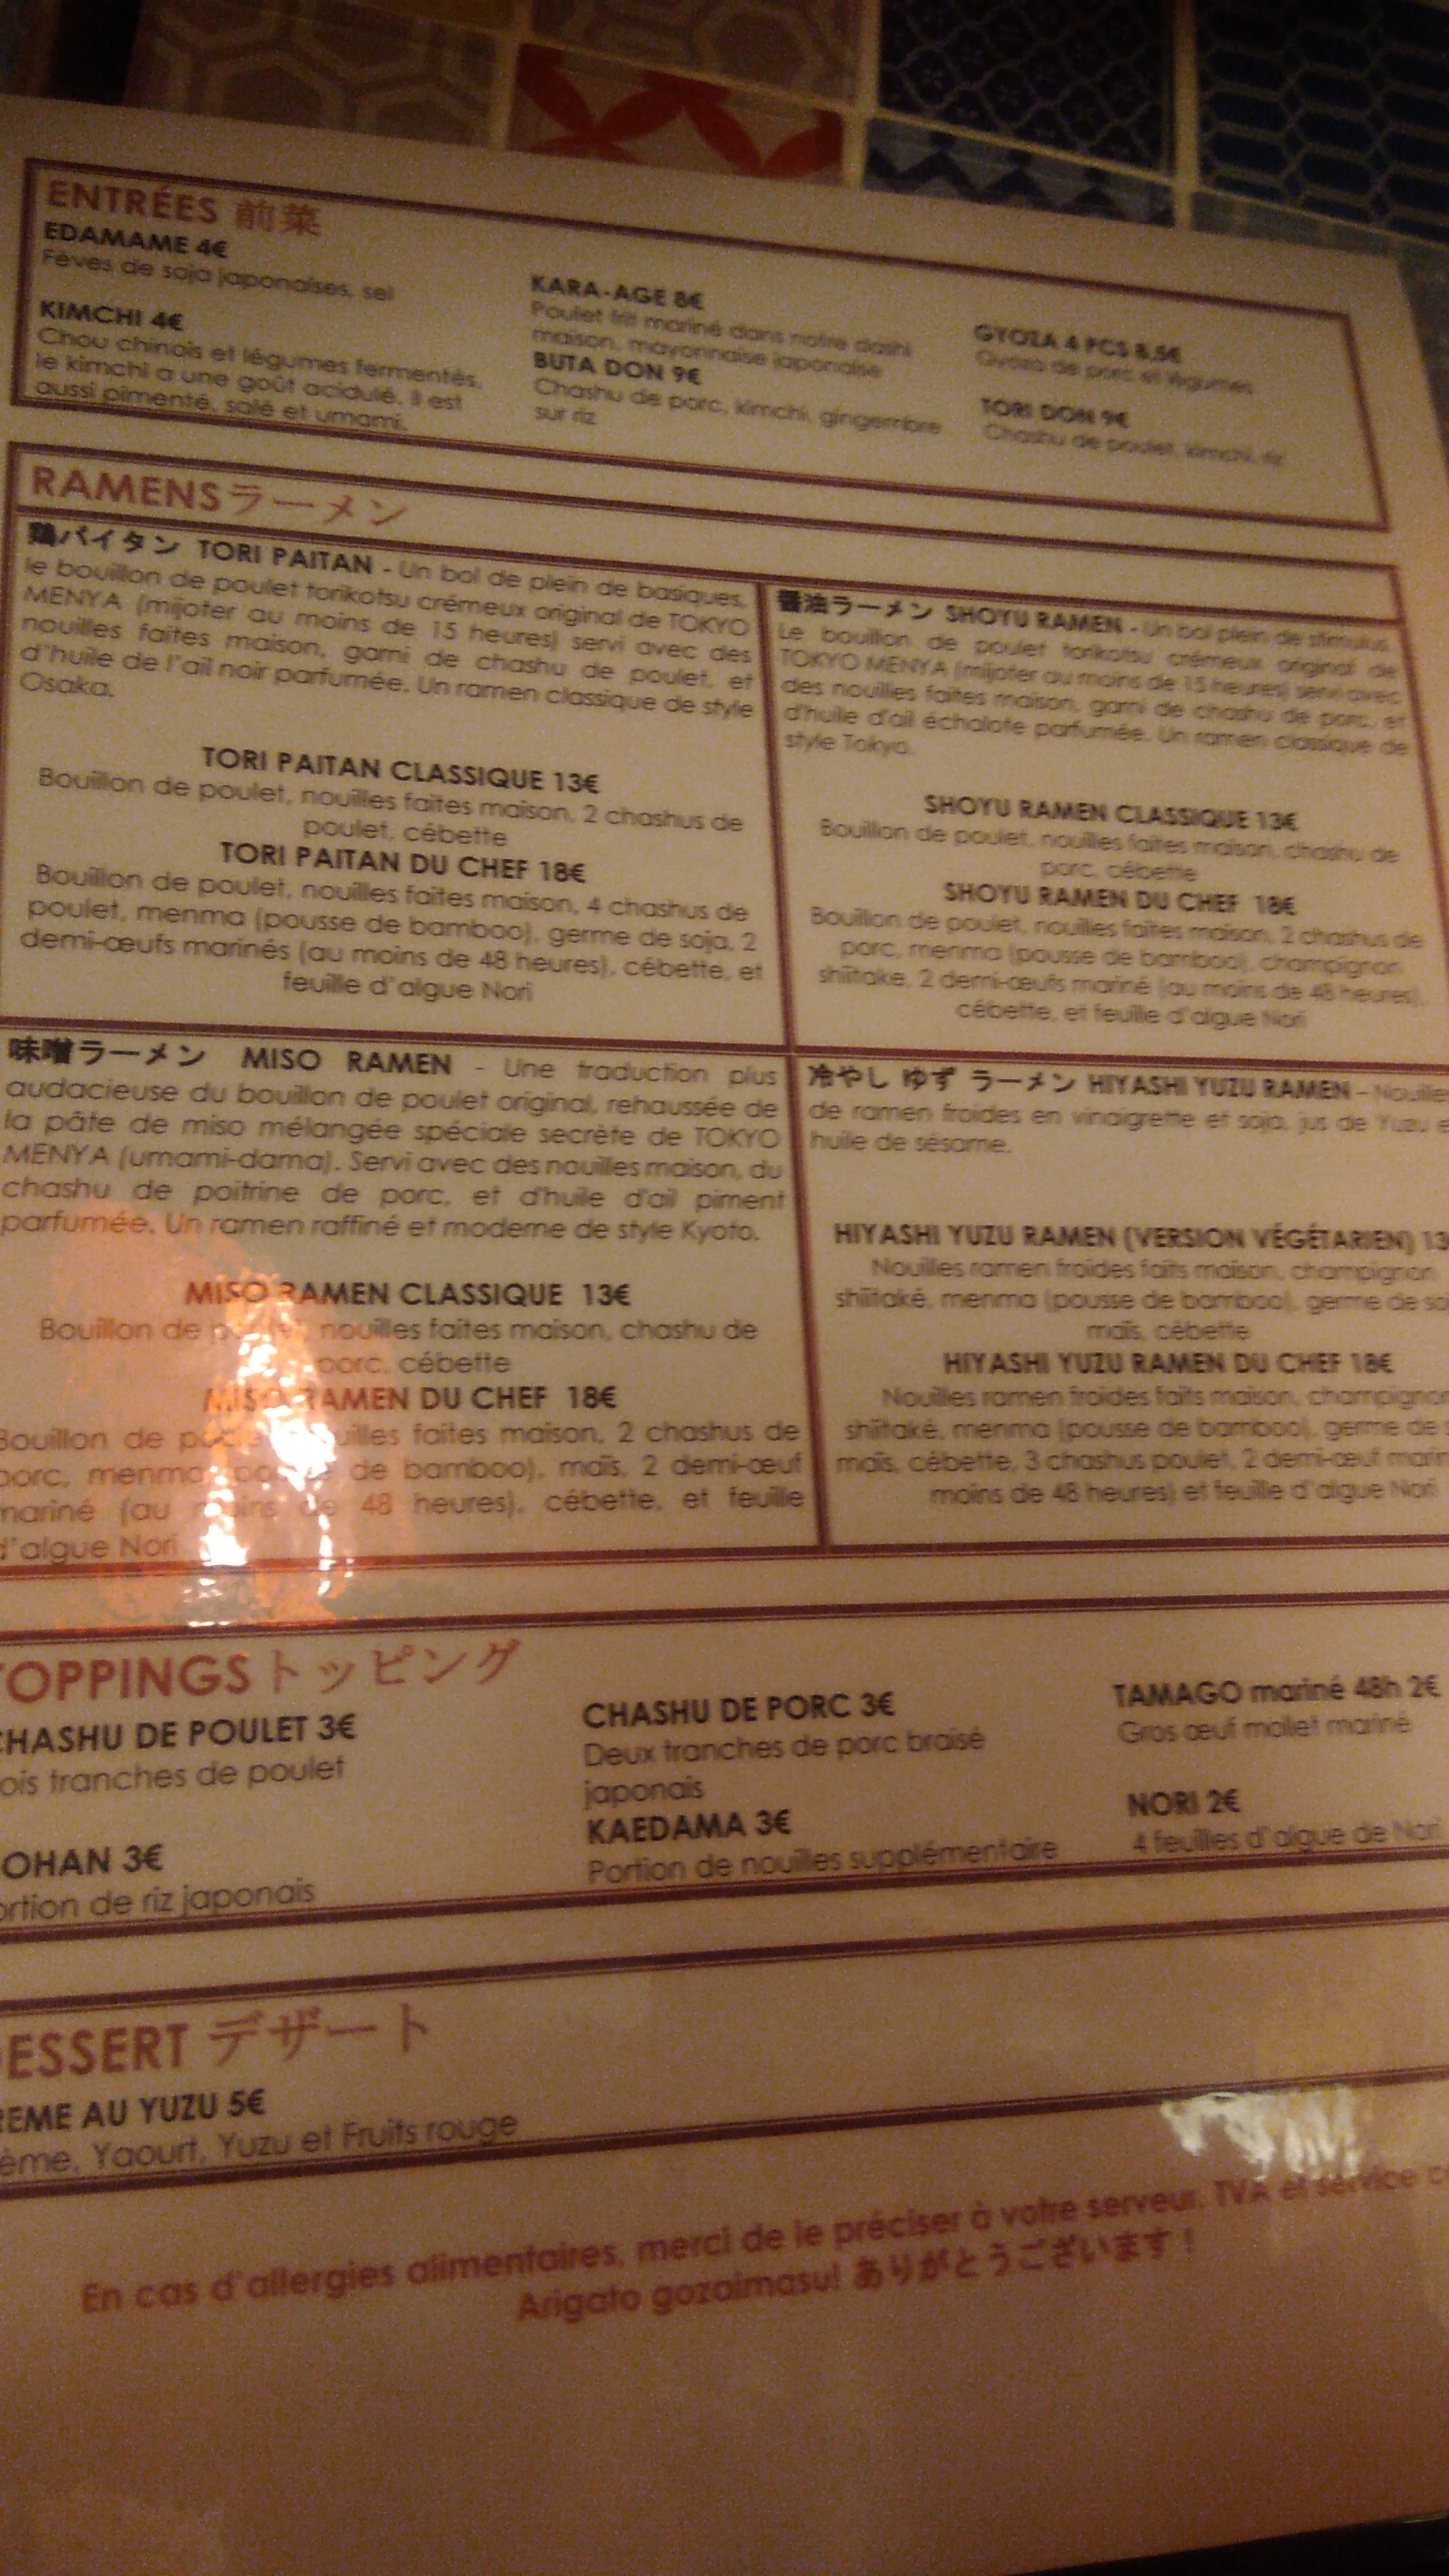 ENTRÉES 前菜
EDAMAME 4€
Fèves de soja japonaises, sel
KIMCHI 4€
Chou chinois et légumes fermentés,
le kimchi a une goût acidulé, il est
aussi pimenté, salé et umami.
KARA-AGE 8€
Poulet frit mariné dans notre dashi
maison, mayonnaise japonaise
BUTA DON 9€
Chashu de porc, kimchi, gingembre
sur riz
GYOZA 4 PCS 8,5€
Gyoza de porc et légumes
TORI DON 9€
Chashu de poulet, kimchi, riz
RAMENSラーメン
鶏パイタン TORI PAITAN - Un bol de plein de basiques,
le bouillon de poulet torikotsu crémeux original de TOKYO
MENYA (mijoter au moins de 15 heures) servi avec des
nouilles faites maison, garni de chashu de poulet, et
d'huile de l'ail noir parfumée. Un ramen classique de style
Osaka.
TORI PAITAN CLASSIQUE 13€
Bouillon de poulet, nouilles faites maison, 2 chashus de
poulet, cébette
TORI PAITAN DU CHEF 18€
Bouillon de poulet, nouilles faites maison, 4 chashus de
poulet, menma (pousse de bamboo), germe de soja, 2
demi-œufs marinés (au moins de 48 heures), cébette, et
feuille d'algue Nori
醤油ラーメン SHOYU RAMEN - Un bol plein de stimulus.
Le bouillon de poulet torikotsu crémeux original de
TOKYO MENYA (mijoter au moins de 15 heures) servi avec
des nouilles faites maison, garni de chashu de porc, et
d'huile d'ail échalote parfumée. Un ramen classique de
style Tokyo.
SHOYU RAMEN CLASSIQUE 13€
Bouillon de poulet, nouilles faites maison, chashu de
porc, cébette
SHOYU RAMEN DU CHEF 18€
Bouillon de poulet, nouilles faites maison, 2 chashus de
porc, menma (pousse de bamboo), champignon
shiitake, 2 demi-œufs mariné (au moins de 48 heures),
cébette, et feuille d'algue Nori
味噌ラーメン MISO RAMEN - Une traduction plus
audacieuse du bouillon de poulet original, rehaussée de
la pâte de miso mélangée spéciale secrète de TOKYO
MENYA (umami-dama). Servi avec des nouilles maison, du
chashu de poitrine de porc, et d'huile d'ail piment
parfumée. Un ramen raffiné et moderne de style Kyoto.
MISO RAMEN CLASSIQUE 13€
Bouillon de nouilles faites maison, chashu de
porc, cébette
MISO RAMEN DU CHEF 18€
Bouillon de faites maison, 2 chashus de
porc, menma de bamboo), maïs, 2 demi-œuf
mariné (au moins de 48 heures), cébette, et feuille
d'algue Nori
冷やし ゆず ラーメン HIYASHI YUZU RAMEN - Nouilles
de ramen froides en vinaigrette et soja, jus de Yuzu e
huile de sésame.
HIYASHI YUZU RAMEN (VERSION VÉGÉTARIEN) 13
Nouilles ramen froides faits maison, champignon
shiitaké, menma (pousse de bamboo), germe de so
maïs, cébette
HIYASHI YUZU RAMEN DU CHEF 18€
Nouilles ramen froides faits maison, champignon
shiitaké, menma (pousse de bamboo), germe de
maïs, cébette, 3 chashus poulet, 2 demi-œuf marin
moins de 48 heures) et feuille d'algue Nori
TOPPINGSトッピング
CHASHU DE POULET 3€
ois tranches de poulet
OHAN 3€
ortion de riz japonais
CHASHU DE PORC 3€
Deux tranches de porc braisé
japonais
KAEDAMA 3€
Portion de nouilles supplémentaire
TAMAGO mariné 48h 2€
Gros œuf mollet mariné
NORI 2€
4 feuilles d'algue de Nori
DESSERT デザート
REME AU YUZU 5€
ème, Yaourt, Yuzu et Fruits rouge
En cas d'allergies alimentaires, merci de le préciser à votre serveur. TVA et service c
Arigato gozaimasu! ありがとうございます！